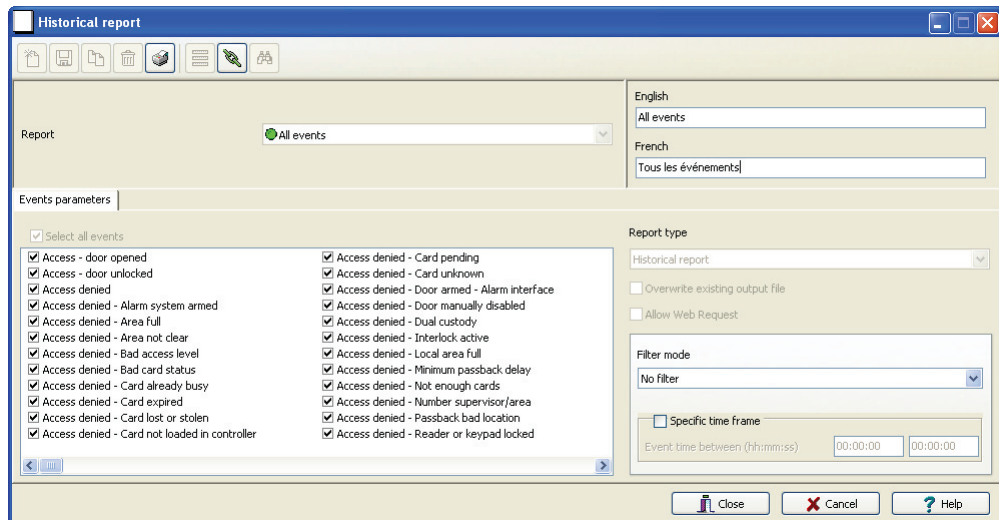 Historical report
English
All events
Report
All events
French
Tous les événements
Events parameters
Select all events
Access - door opened
Access - door unlocked
Access denied
Access denied - Alarm system armed
Access denied - Area full
Access denied - Area not clear
Access denied - Bad access level
Access denied - Bad card status
Access denied - Card already busy
Access denied - Card expired
Access denied - Card lost or stolen
Access denied - Card not loaded in controller
Access denied - Card pending
Access denied - Card unknown
Access denied - Door armed - Alarm interface
Access denied - Door manually disabled
Access denied - Dual custody
Access denied - Interlock active
Access denied - Local area full
Access denied - Minimum passback delay
Access denied - Not enough cards
Access denied - Number supervisor/area
Access denied - Passback bad location
Access denied - Reader or keypad locked
Report type
Historical report
Overwrite existing output file
Allow Web Request
Filter mode
No filter
Specific time frame
Event time between (hh:mm:ss) 00:00:00 00:00:00
Close Cancel Help